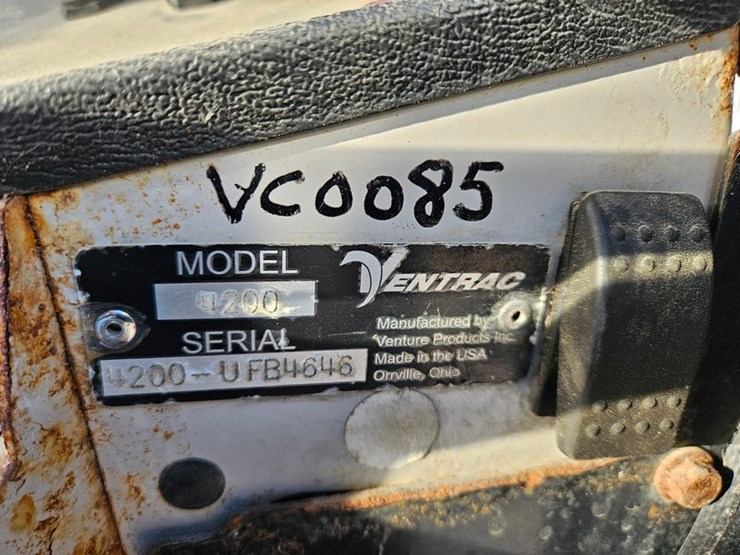 VC0085
MODEL
VENTRAC
4200
Manufactured by
SERIAL
Venture Products Inc.
4200-UFB4646
Made in the USA
Orrville, Ohio